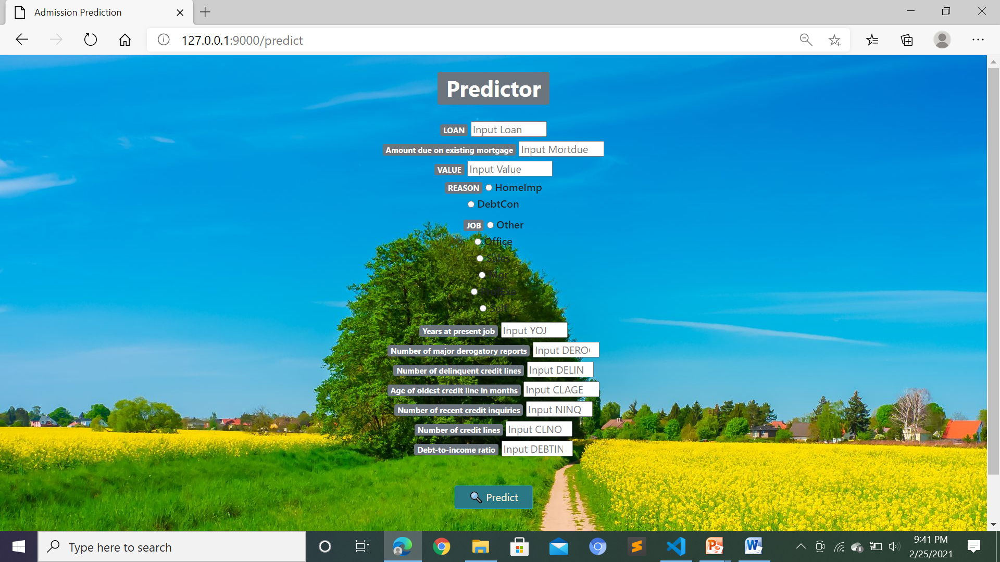 Admission Prediction
127.0.0.1:9000/predict
Predictor
LOAN Input Loan
Amount due on existing mortgage Input Mortdue
VALUE Input Value
REASON HomeImp
DebtCon
JOB Other
Office
Sales
Mgr
Self
Years at present job Input YOJ
Number of major derogatory reports Input DERO
Number of delinquent credit lines Input DELIN
Age of oldest credit line in months Input CLAGE
Number of recent credit inquiries Input NINQ
Number of credit lines Input CLNO
Debt-to-income ratio Input DEBTIN
Predict
Type here to search
9:41 PM
2/25/2021